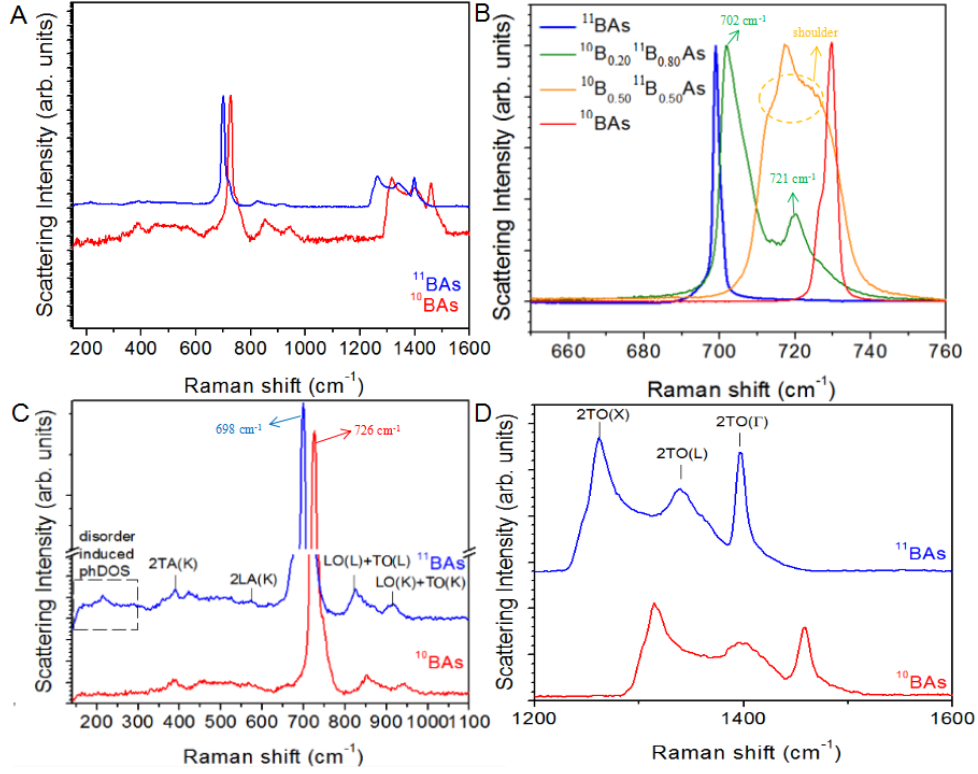 A
Scattering Intensity (arb. units)
¹¹BAs
¹⁰BAs
200 400 600 800 1000 1200 1400 1600
Raman shift (cm⁻¹)
B
Scattering Intensity (arb. units)
702 cm⁻¹
shoulder
¹¹BAs
¹⁰B₀.₂₀¹¹B₀.₈₀As
¹⁰B₀.₅₀¹¹B₀.₅₀As
¹⁰BAs
721 cm⁻¹
660 680 700 720 740 760
Raman shift (cm⁻¹)
C
Scattering Intensity (arb. units)
698 cm⁻¹
726 cm⁻¹
disorder
induced
phDOS
2TA(K)
2LA(K)
LO(L)+TO(L)
¹¹BAs
LO(K)+TO(K)
¹⁰BAs
200 300 400 500 600 700 800 900 1000 1100
Raman shift (cm⁻¹)
D
Scattering Intensity (arb. units)
2TO(X)
2TO(L)
2TO(Γ)
¹¹BAs
¹⁰BAs
1200 1400 1600
Raman shift (cm⁻¹)